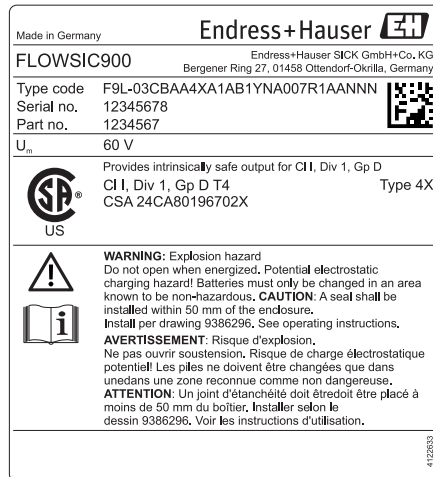 Made in Germany
Endress+Hauser EH
FLOWSIC900
Endress+Hauser SICK GmbH+Co. KG
Bergener Ring 27, 01458 Ottendorf-Okrilla, Germany
Type code F9L-03CBAA4XA1AB1YNA007R1AANNN
Serial no. 12345678
Part no. 1234567
Um 60 V
Provides intrinsically safe output for Cl I, Div 1, Gp D
Cl I, Div 1, Gp D T4 Type 4X
CSA 24CA80196702X
SA ®
US
WARNING: Explosion hazard
Do not open when energized. Potential electrostatic
charging hazard! Batteries must only be changed in an area
known to be non-hazardous. CAUTION: A seal shall be
installed within 50 mm of the enclosure.
Install per drawing 9386296. See operating instructions.
AVERTISSEMENT: Risque d'explosion.
Ne pas ouvrir soustension. Risque de charge électrostatique
potentiel! Les piles ne doivent être changées que dans
unedans une zone reconnue comme non dangereuse.
ATTENTION: Un joint d'étanchéité doit êtredoit être placé à
moins de 50 mm du boîtier. Installer selon le
dessin 9386296. Voir les instructions d'utilisation.
4122633